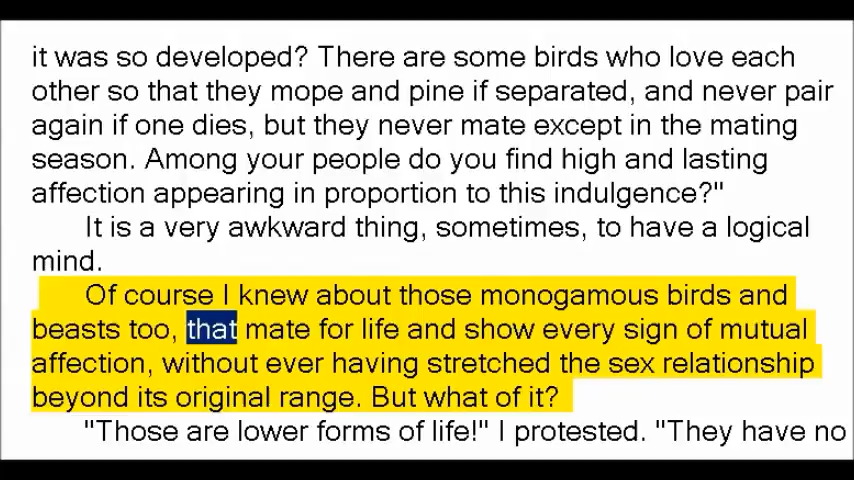 it was so developed? There are some birds who love each
other so that they mope and pine if separated, and never pair
again if one dies, but they never mate except in the mating
season. Among your people do you find high and lasting
affection appearing in proportion to this indulgence?"
It is a very awkward thing, sometimes, to have a logical
mind.
Of course I knew about those monogamous birds and
beasts too, that mate for life and show every sign of mutual
affection, without ever having stretched the sex relationship
beyond its original range. But what of it?
"Those are lower forms of life!" I protested. "They have no